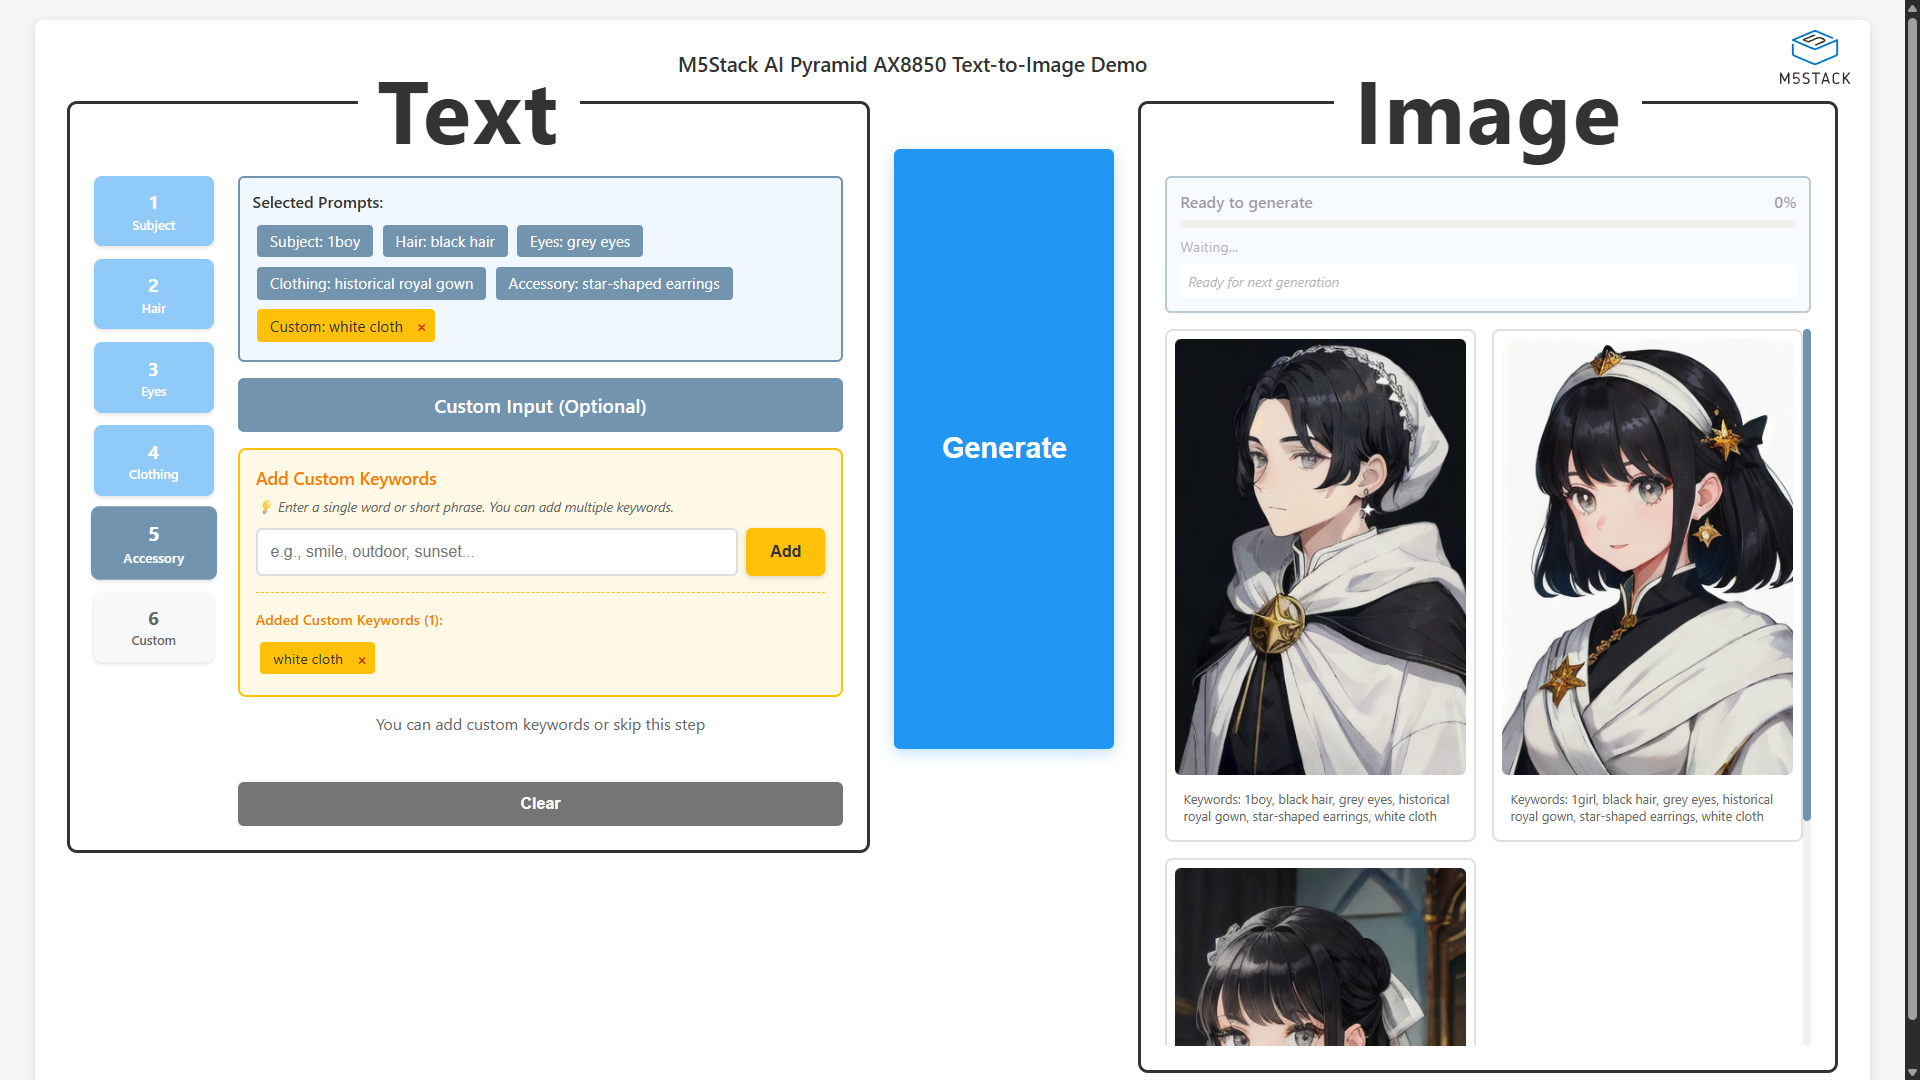 M5Stack AI Pyramid AX8850 Text-to-Image Demo
M5STACK
Text
1
Subject
2
Hair
3
Eyes
4
Clothing
5
Accessory
6
Custom
Selected Prompts:
Subject: 1boy Hair: black hair Eyes: grey eyes
Clothing: historical royal gown Accessory: star-shaped earrings
Custom: white cloth ×
Custom Input (Optional)
Add Custom Keywords
💡 Enter a single word or short phrase. You can add multiple keywords.
e.g., smile, outdoor, sunset...
Add
Added Custom Keywords (1):
white cloth ×
You can add custom keywords or skip this step
Clear
Generate
Image
Ready to generate 0%
Waiting...
Ready for next generation
Keywords: 1boy, black hair, grey eyes, historical
royal gown, star-shaped earrings, white cloth
Keywords: 1girl, black hair, grey eyes, historical
royal gown, star-shaped earrings, white cloth